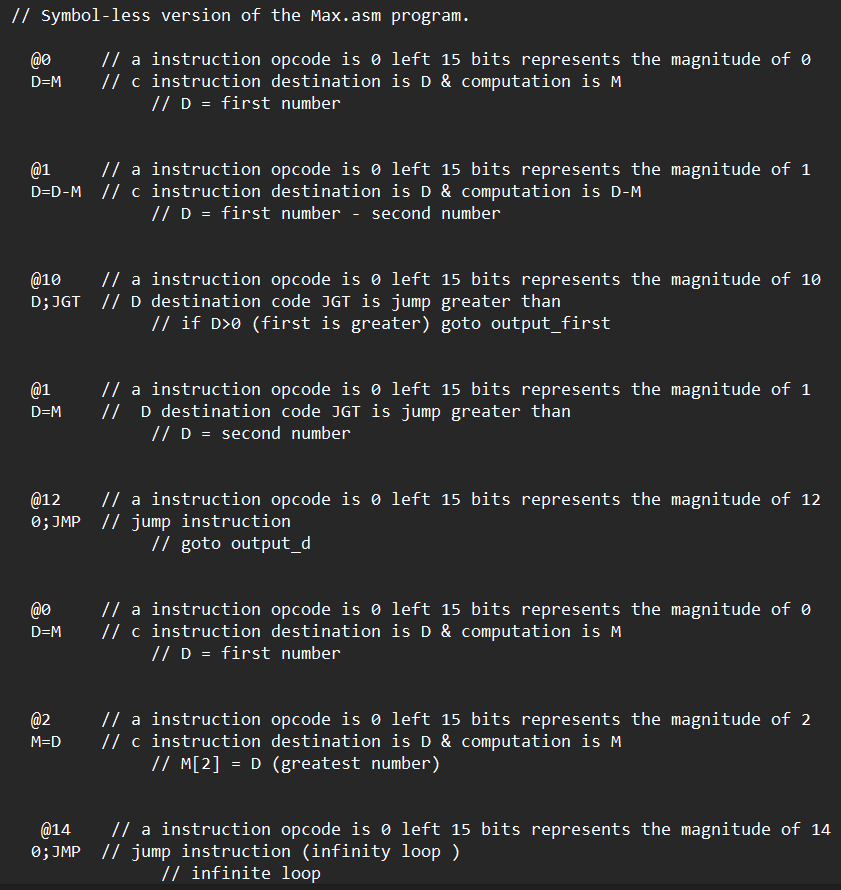 // Symbol-less version of the Max.asm program.
@0     // a instruction opcode is 0 left 15 bits represents the magnitude of 0
D=M    // c instruction destination is D & computation is M
// D = first number
@1     // a instruction opcode is 0 left 15 bits represents the magnitude of 1
D=D-M  // c instruction destination is D & computation is D-M
// D = first number - second number
@10    // a instruction opcode is 0 left 15 bits represents the magnitude of 10
D;JGT  // D destination code JGT is jump greater than
// if D>0 (first is greater) goto output_first
@1     // a instruction opcode is 0 left 15 bits represents the magnitude of 1
D=M    //  D destination code JGT is jump greater than
// D = second number
@12    // a instruction opcode is 0 left 15 bits represents the magnitude of 12
0;JMP  // jump instruction
// goto output_d
@0     // a instruction opcode is 0 left 15 bits represents the magnitude of 0
D=M    // c instruction destination is D & computation is M
// D = first number
@2     // a instruction opcode is 0 left 15 bits represents the magnitude of 2
M=D    // c instruction destination is D & computation is M
// M[2] = D (greatest number)
@14    // a instruction opcode is 0 left 15 bits represents the magnitude of 14
0;JMP  // jump instruction (infinity loop )
// infinite loop